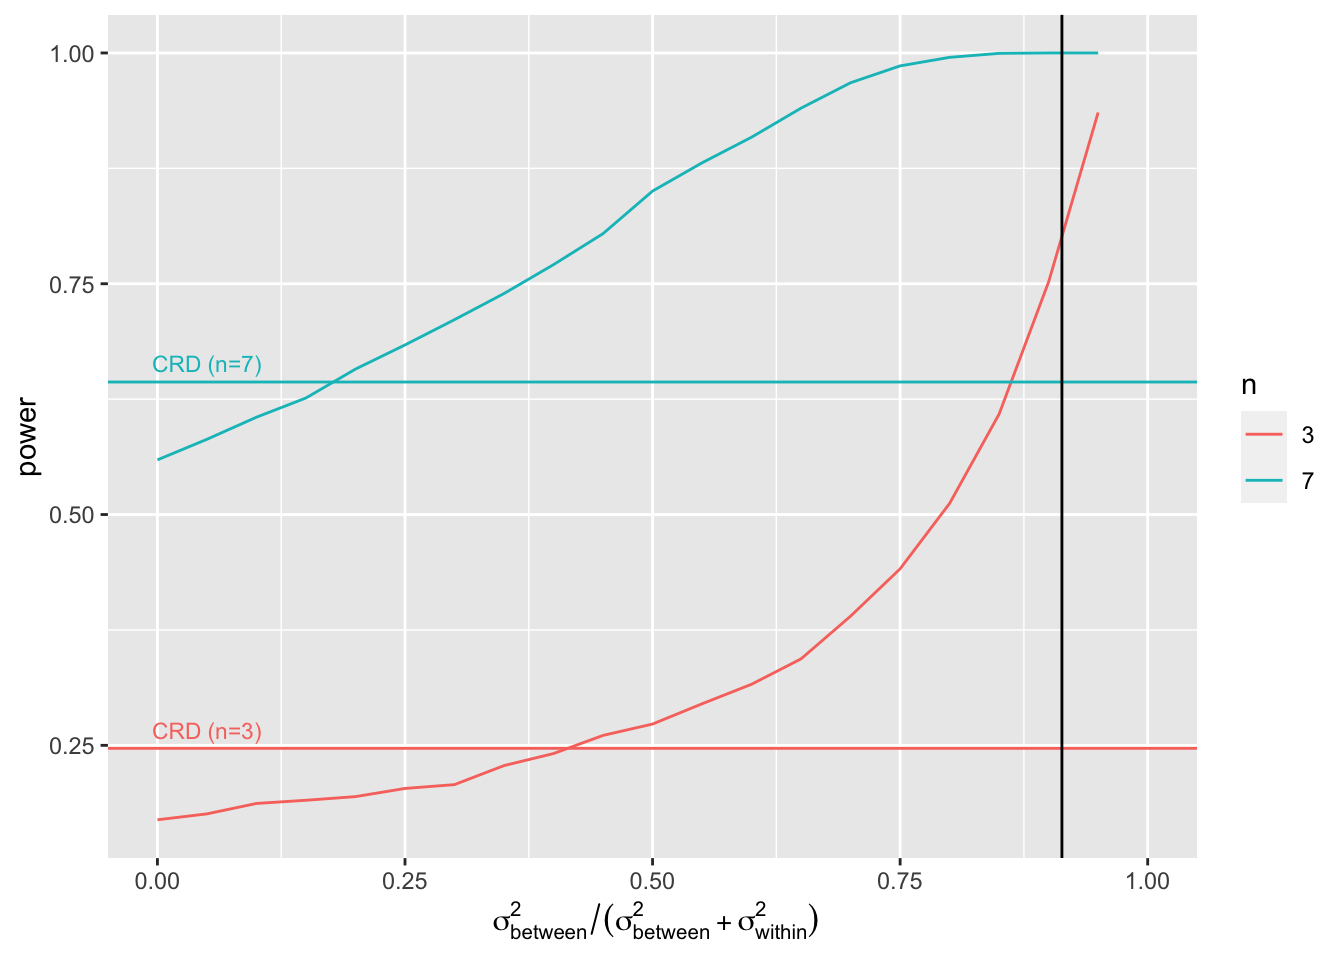 1.00
0.75
0.50
0.25
power
CRD (n=7)
CRD (n=3)
0.00 0.25 0.50 0.75 1.00
σ²between/(σ²between + σ²within)
n
3
7